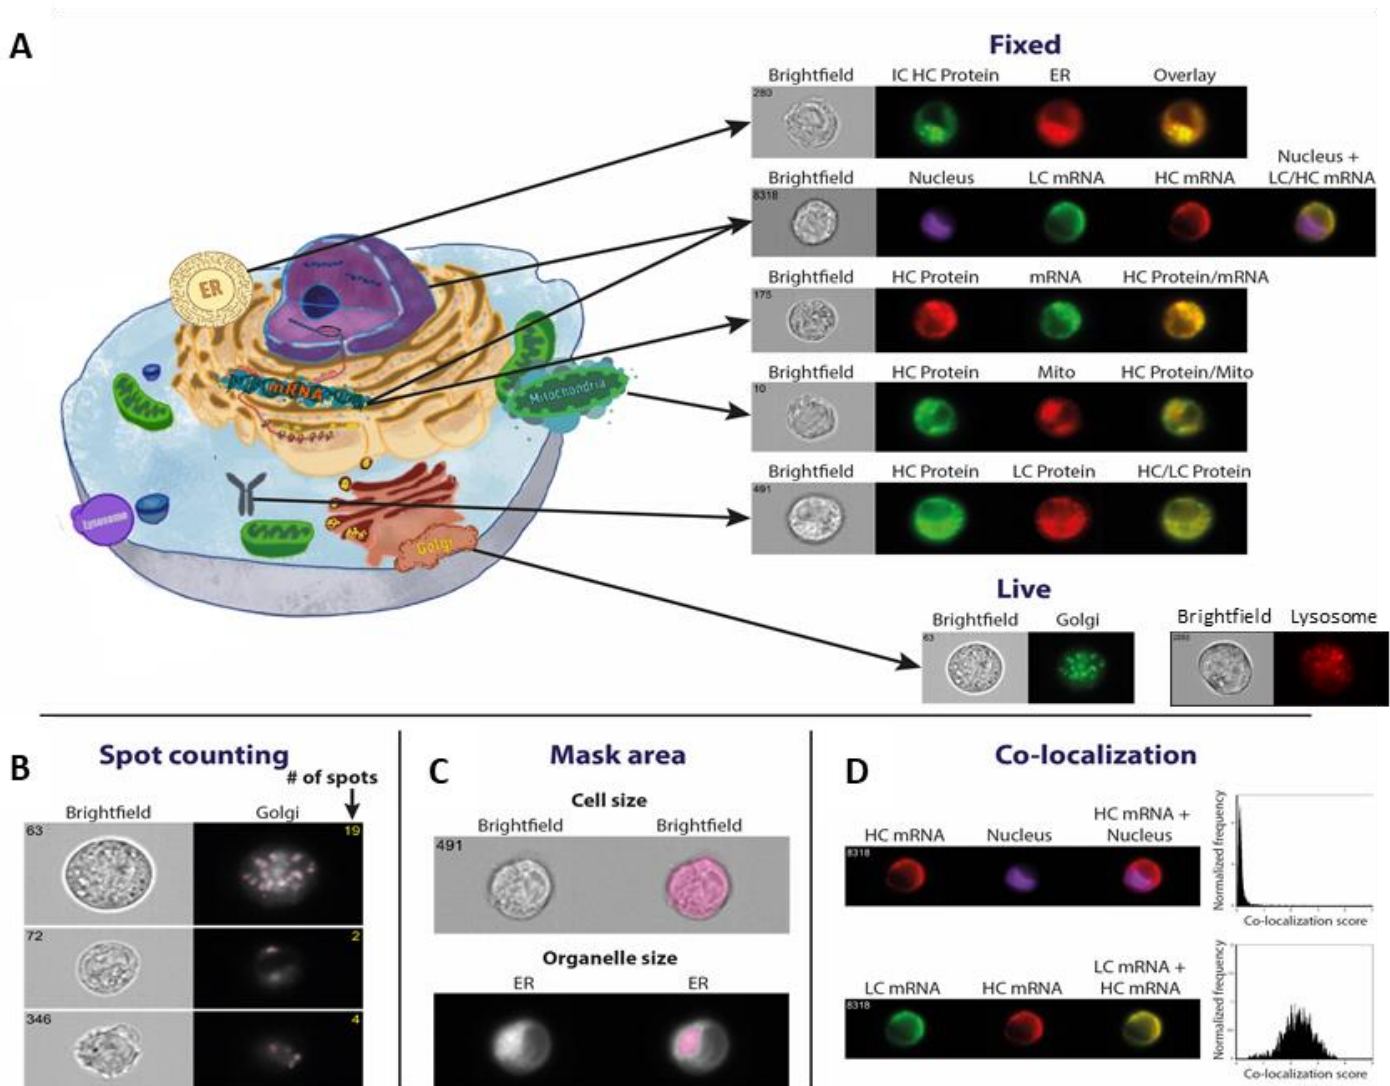 A
Fixed
Brightfield IC HC Protein ER Overlay
280
Nucleus +
Brightfield Nucleus LC mRNA HC mRNA LC/HC mRNA
8318
ER
Brightfield HC Protein mRNA HC Protein/mRNA
175
mRNA
Mitochondria
Brightfield HC Protein Mito HC Protein/Mito
10
Brightfield HC Protein LC Protein HC/LC Protein
491
Lysosome
Golgi
Live
Brightfield Golgi Brightfield Lysosome
63
B
Spot counting
# of spots
Brightfield Golgi
63 19
72 2
346 4
C
Mask area
Cell size
Brightfield Brightfield
491
Organelle size
ER ER
D
Co-localization
HC mRNA +
HC mRNA Nucleus Nucleus
8318
Normalized frequency
Co-localization score
LC mRNA +
LC mRNA HC mRNA HC mRNA
8318
Normalized frequency
Co-localization score